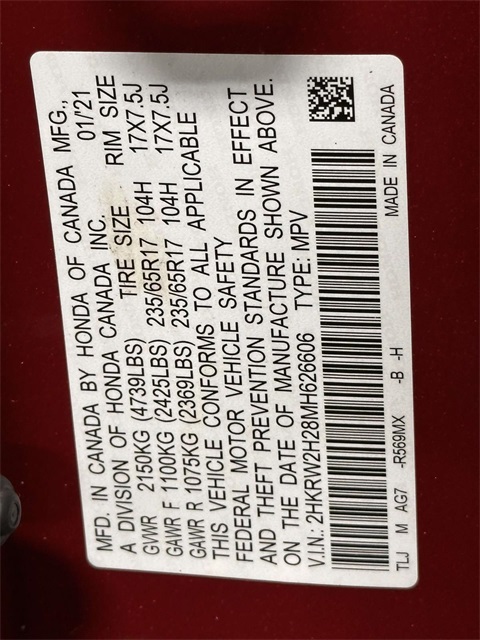 MFD. IN CANADA BY HONDA OF CANADA MFG.,
A DIVISION OF HONDA CANADA INC. 01/'21
GVWR 2150KG (4739LBS) TIRE SIZE RIM SIZE
GAWR F 1100KG (2425LBS) 235/65R17 104H 17X7.5J
GAWR R 1075KG (2369LBS) 235/65R17 104H 17X7.5J
THIS VEHICLE CONFORMS TO ALL APPLICABLE
FEDERAL MOTOR VEHICLE SAFETY
AND THEFT PREVENTION STANDARDS IN EFFECT
ON THE DATE OF MANUFACTURE SHOWN ABOVE.
V.I.N.: 2HKRW2H28MH626606 TYPE: MPV
TLJ M AG7 -R569MX -B -H MADE IN CANADA